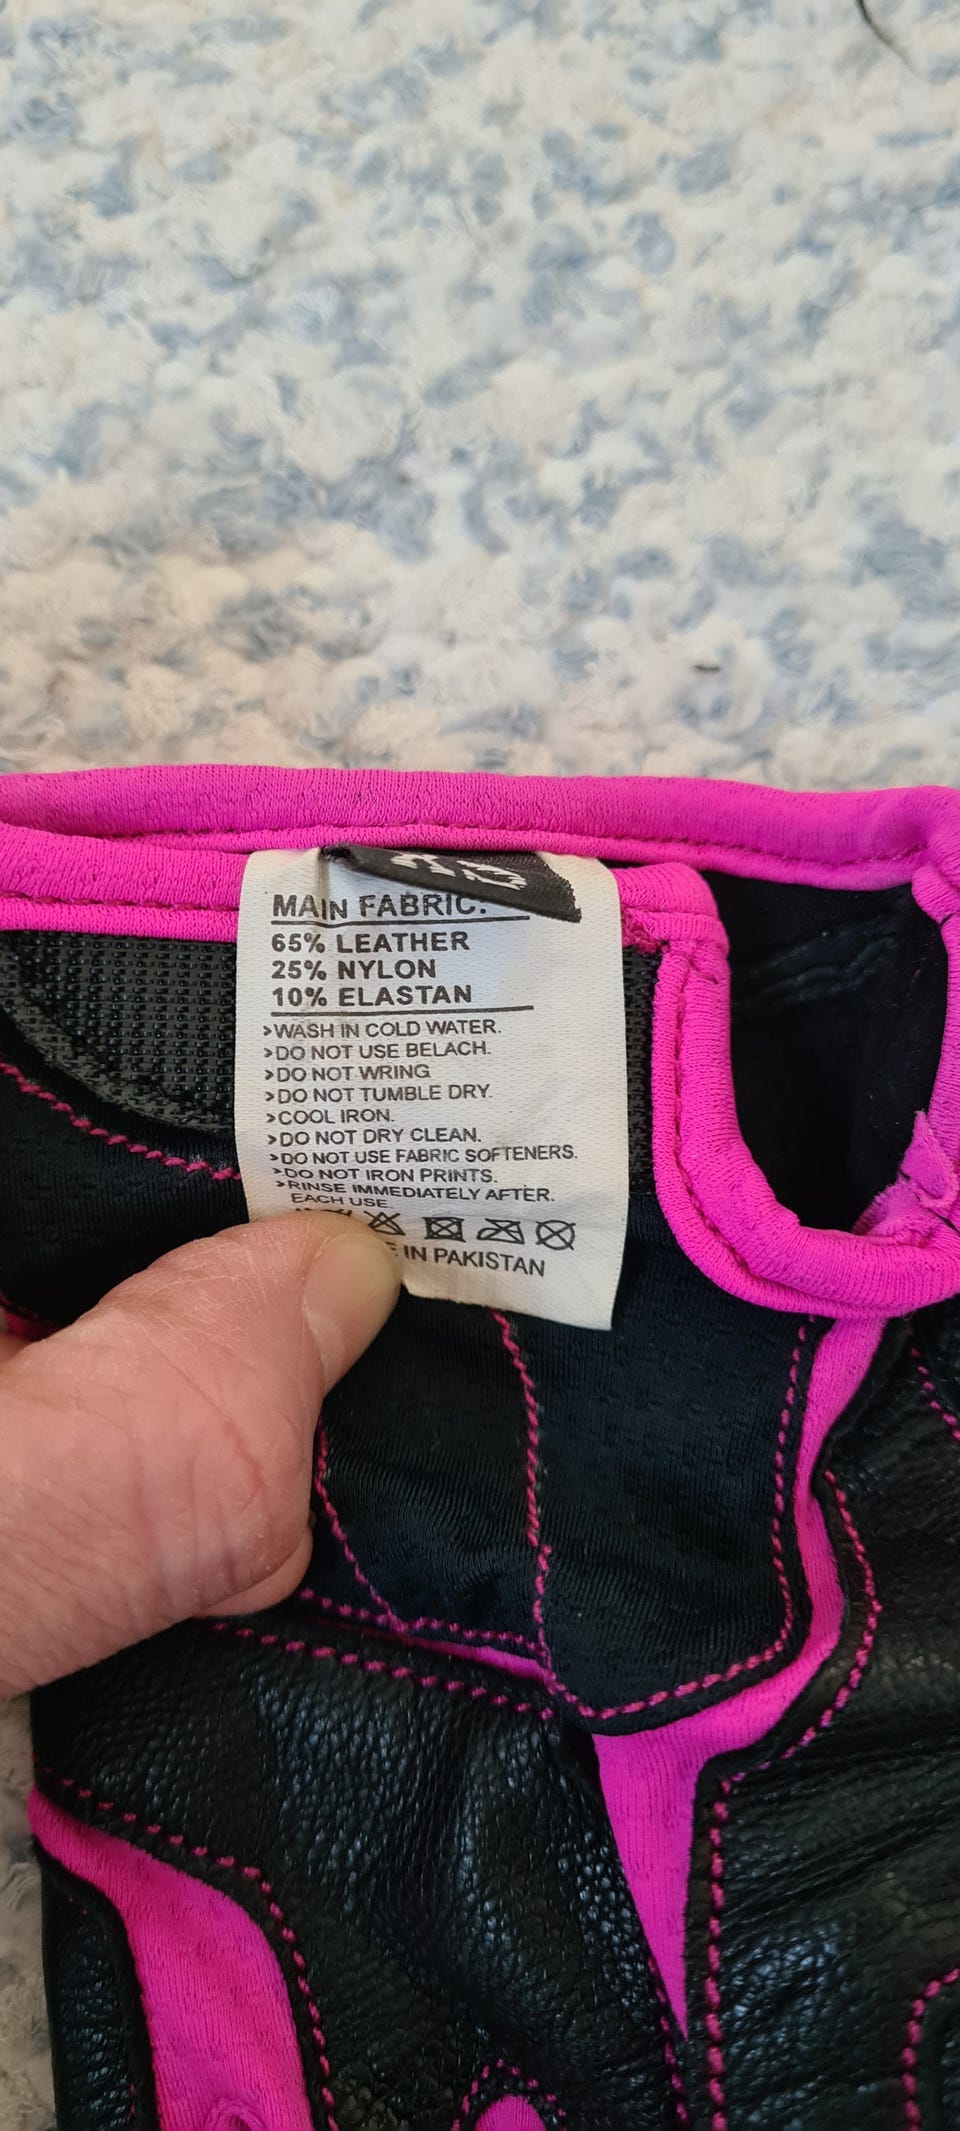 MAIN FABRIC:
65% LEATHER
25% NYLON
10% ELASTAN
>WASH IN COLD WATER.
>DO NOT USE BELACH.
>DO NOT WRING
>DO NOT TUMBLE DRY.
>COOL IRON.
>DO NOT DRY CLEAN.
>DO NOT USE FABRIC SOFTENERS.
>DO NOT IRON PRINTS.
>RINSE IMMEDIATELY AFTER.
EACH USE.
E IN PAKISTAN